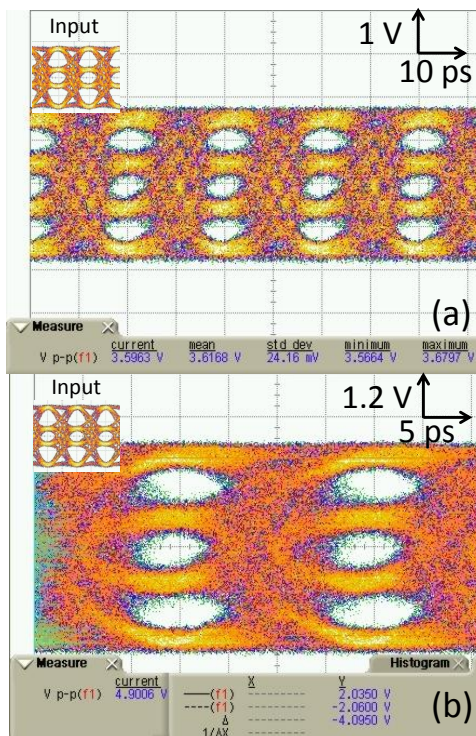 Input
1 V
10 ps
(a)
Measure
current mean std dev minimum maximum
V p-p(f1) 3.5963 V 3.6168 V 24.16 mV 3.5664 V 3.6797 V
Input
1.2 V
5 ps
Measure Histogram
current X Y
V p-p(f1) 4.9006 V (f1) --------- 2.0350 V
(f1) --------- -2.0600 V
Δ --------- -4.0950 V
1/ΔX ---------
(b)